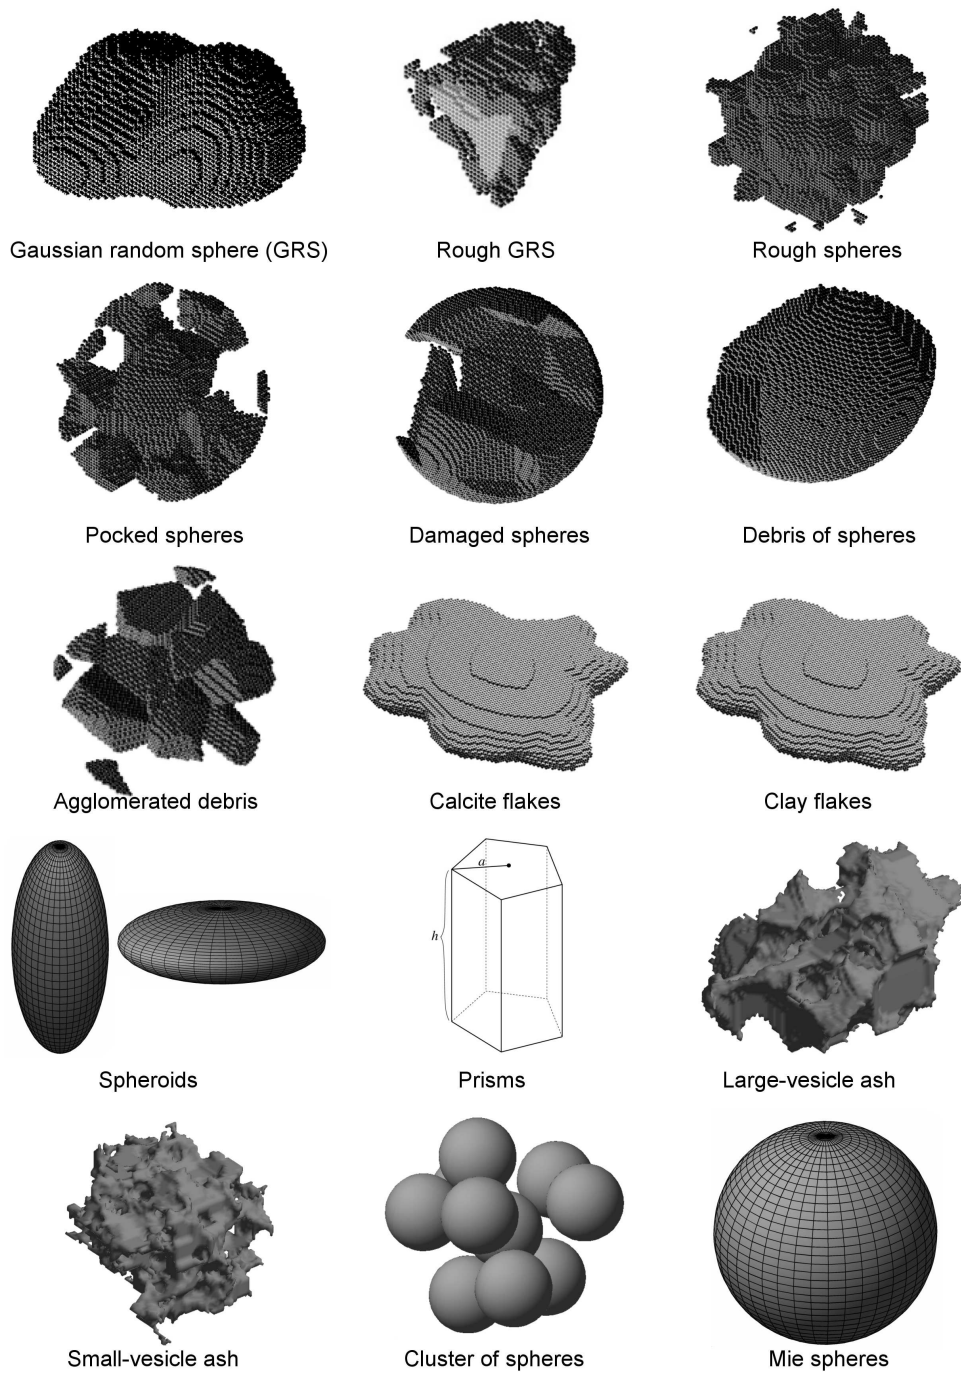 Gaussian random sphere (GRS)
Rough GRS
Rough spheres
Pocked spheres
Damaged spheres
Debris of spheres
Agglomerated debris
Calcite flakes
Clay flakes
a
h
Spheroids
Prisms
Large-vesicle ash
Small-vesicle ash
Cluster of spheres
Mie spheres